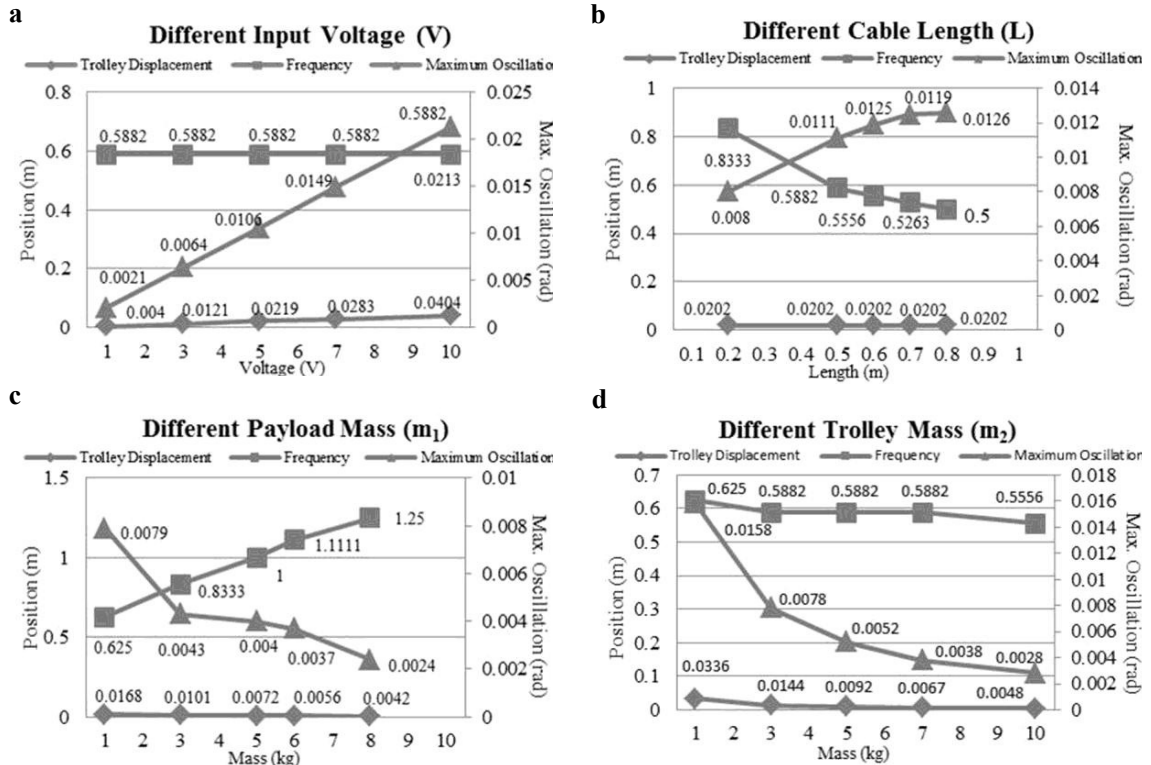 a
Different Input Voltage (V)
Trolley Displacement Frequency Maximum Oscillation
0.8 0.025
0.6 0.02
0.4 0.015
0.2 0.01
0 0.005
0
Position (m)
Max. Oscillation (rad)
0.5882 0.5882 0.5882 0.5882 0.5882
0.0021 0.0064 0.0106 0.0149 0.0213
0.004 0.0121 0.0219 0.0283 0.0404
1 2 3 4 5 6 7 8 9 10
Voltage (V)
b
Different Cable Length (L)
Trolley Displacement Frequency Maximum Oscillation
1 0.014
0.8 0.012
0.6 0.01
0.4 0.008
0.2 0.006
0 0.004
0.002
0
Position (m)
Max. Oscillation (rad)
0.0111 0.0125 0.0119 0.0126
0.8333 0.5882 0.5556 0.5263 0.5
0.008
0.0202 0.0202 0.0202 0.0202 0.0202
0.1 0.2 0.3 0.4 0.5 0.6 0.7 0.8 0.9 1
Length (m)
c
Different Payload Mass (m1)
Trolley Displacement Frequency Maximum Oscillation
1.5 0.01
1 0.008
0.5 0.006
0 0.004
0.002
0
Position (m)
Max. Oscillation (rad)
0.0079 0.0043 0.004 0.0037 0.0024
0.625 0.8333 1 1.1111 1.25
0.0168 0.0101 0.0072 0.0056 0.0042
1 2 3 4 5 6 7 8 9 10
Mass (kg)
d
Different Trolley Mass (m2)
Trolley Displacement Frequency Maximum Oscillation
0.7 0.018
0.6 0.016
0.5 0.014
0.4 0.012
0.3 0.01
0.2 0.008
0.1 0.006
0 0.004
0.002
0
Position (m)
Max. Oscillation (rad)
0.625 0.5882 0.5882 0.5882 0.5556
0.0158 0.0078 0.0052 0.0038 0.0028
0.0336 0.0144 0.0092 0.0067 0.0048
1 2 3 4 5 6 7 8 9 10
Mass (kg)